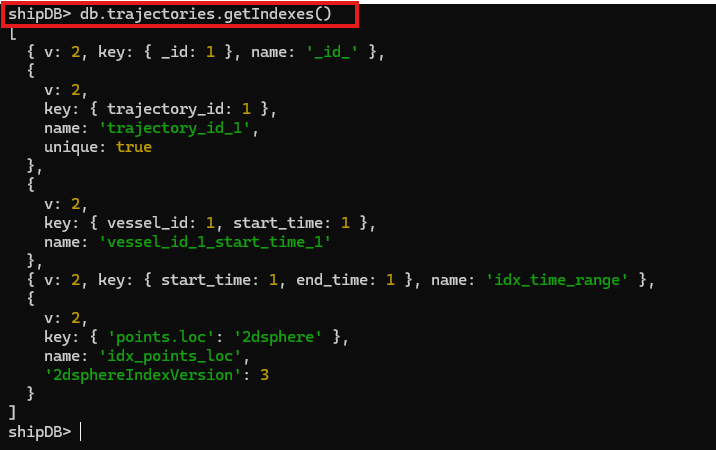 shipDB> db.trajectories.getIndexes()
[
  { v: 2, key: { _id: 1 }, name: '_id_' },
  {
    v: 2,
    key: { trajectory_id: 1 },
    name: 'trajectory_id_1',
    unique: true
  },
  {
    v: 2,
    key: { vessel_id: 1, start_time: 1 },
    name: 'vessel_id_1_start_time_1'
  },
  { v: 2, key: { start_time: 1, end_time: 1 }, name: 'idx_time_range' },
  {
    v: 2,
    key: { 'points.loc': '2dsphere' },
    name: 'idx_points_loc',
    '2dsphereIndexVersion': 3
  }
]
shipDB>